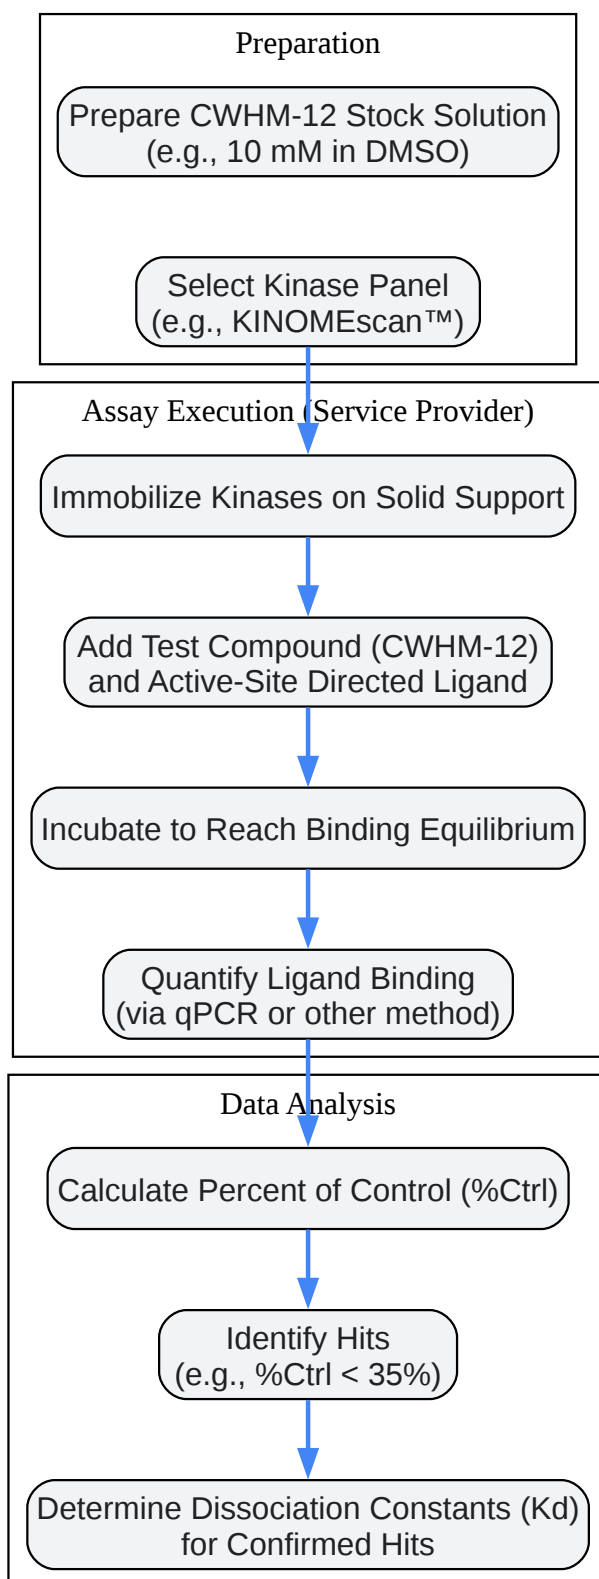 Preparation
Prepare CWHM-12 Stock Solution
(e.g., 10 mM in DMSO)
Select Kinase Panel
(e.g., KINOMEscan™)
Assay Execution (Service Provider)
Immobilize Kinases on Solid Support
Add Test Compound (CWHM-12)
and Active-Site Directed Ligand
Incubate to Reach Binding Equilibrium
Quantify Ligand Binding
(via qPCR or other method)
Data Analysis
Calculate Percent of Control (%Ctrl)
Identify Hits
(e.g., %Ctrl < 35%)
Determine Dissociation Constants (Kd)
for Confirmed Hits